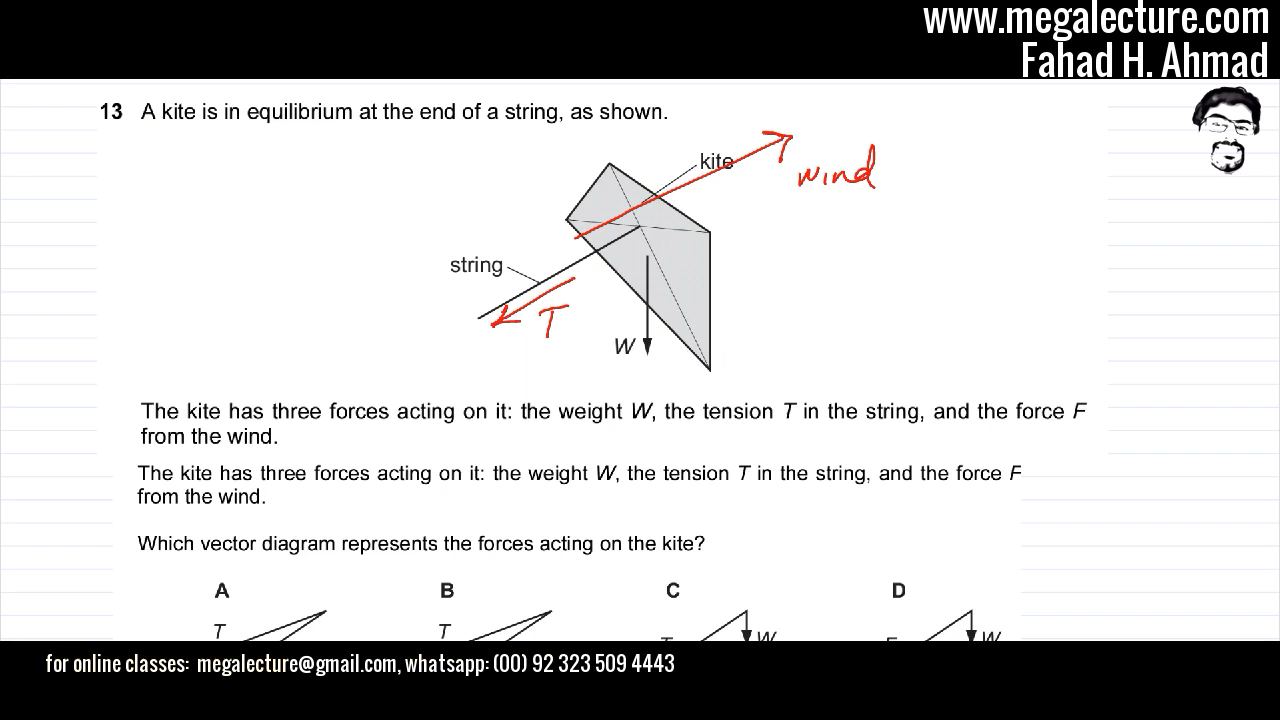 www.megalecture.com
Fahad H. Ahmad
13 A kite is in equilibrium at the end of a string, as shown.
kite
wind
string
T
W
The kite has three forces acting on it: the weight W, the tension T in the string, and the force F
from the wind.
The kite has three forces acting on it: the weight W, the tension T in the string, and the force F
from the wind.
Which vector diagram represents the forces acting on the kite?
A B C D
T T W W
for online classes: megalecture@gmail.com, whatsapp: (00) 92 323 509 4443